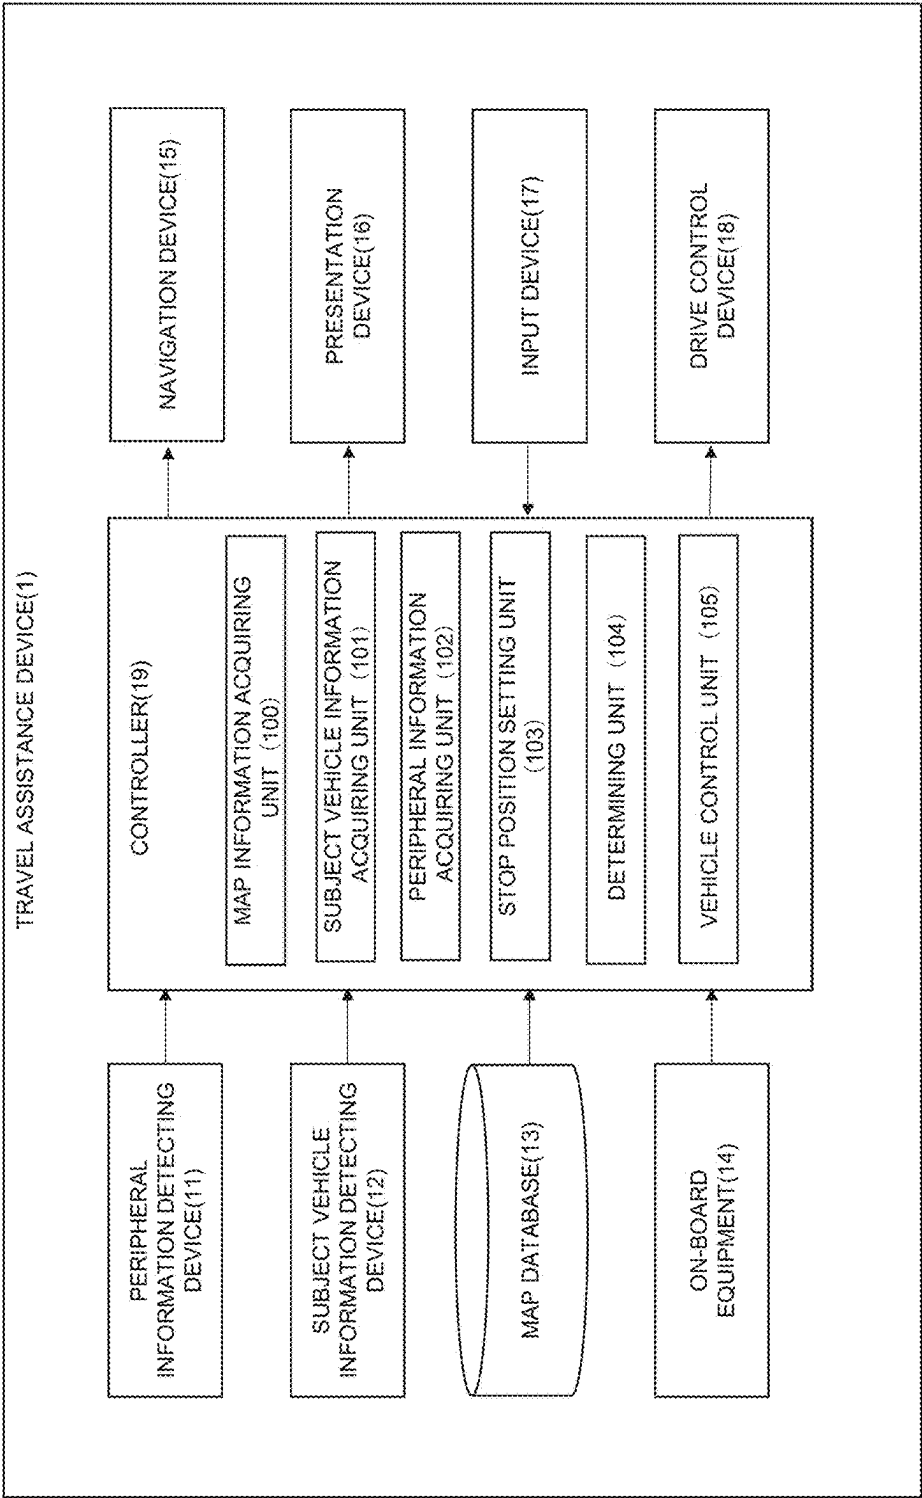 TRAVEL ASSISTANCE DEVICE(1)
PERIPHERAL
INFORMATION DETECTING
DEVICE(11)
SUBJECT VEHICLE
INFORMATION DETECTING
DEVICE(12)
MAP DATABASE(13)
ON-BOARD
EQUIPMENT(14)
CONTROLLER(19)
MAP INFORMATION ACQUIRING
UNIT (100)
SUBJECT VEHICLE INFORMATION
ACQUIRING UNIT (101)
PERIPHERAL INFORMATION
ACQUIRING UNIT (102)
STOP POSITION SETTING UNIT
(103)
DETERMINING UNIT (104)
VEHICLE CONTROL UNIT (105)
NAVIGATION DEVICE(15)
PRESENTATION
DEVICE(16)
INPUT DEVICE(17)
DRIVE CONTROL
DEVICE(18)